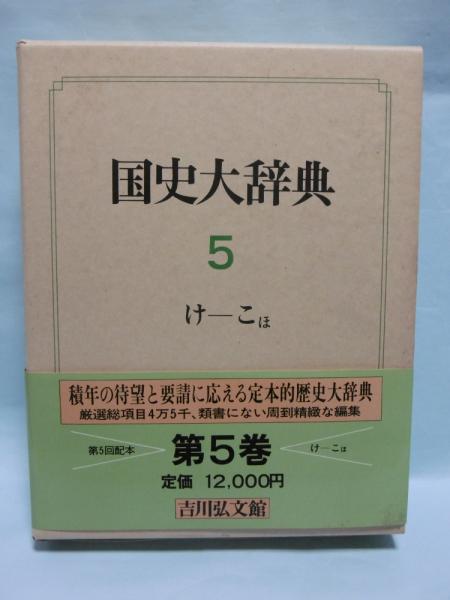 国史大辞典
5
け—こほ
積年の待望と要請に応える定本的歴史大辞典
厳選総項目4万5千、類書にない周到精緻な編集
第5回配本
第5巻
け—こほ
定価 12,000円
吉川弘文館